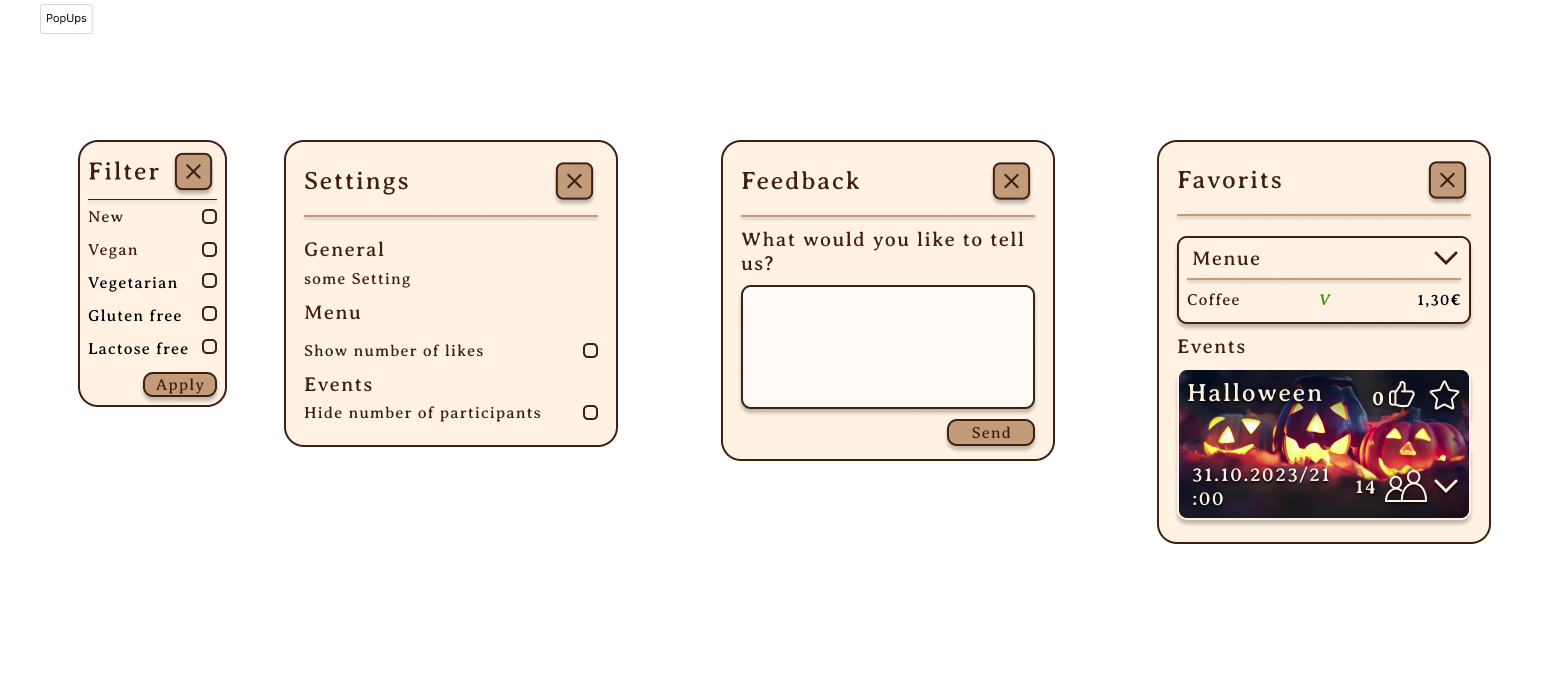 PopUps
Filter
New
Vegan
Vegetarian
Gluten free
Lactose free
Apply
Settings
General
some Setting
Menu
Show number of likes
Events
Hide number of participants
Feedback
What would you like to tell
us?
Send
Favorits
Menue
Coffee V 1,30€
Events
Halloween 0
31.10.2023/21
:00
14